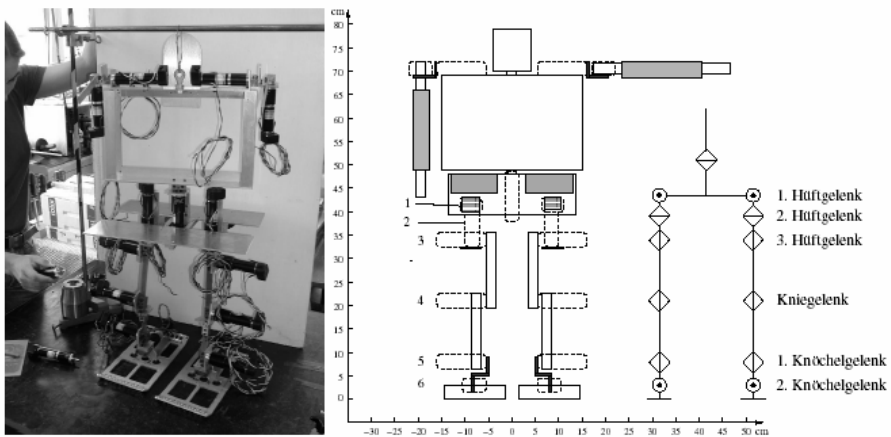 cm
80
75
70
65
60
55
50
45
40
35
30
25
20
15
10
5
0
1
2
3
4
5
6
1. Hüftgelenk
2. Hüftgelenk
3. Hüftgelenk
Kniegelenk
1. Knöchelgelenk
2. Knöchelgelenk
-30 -25 -20 -15 -10 -5 0 5 10 15 20 25 30 35 40 45 50 cm